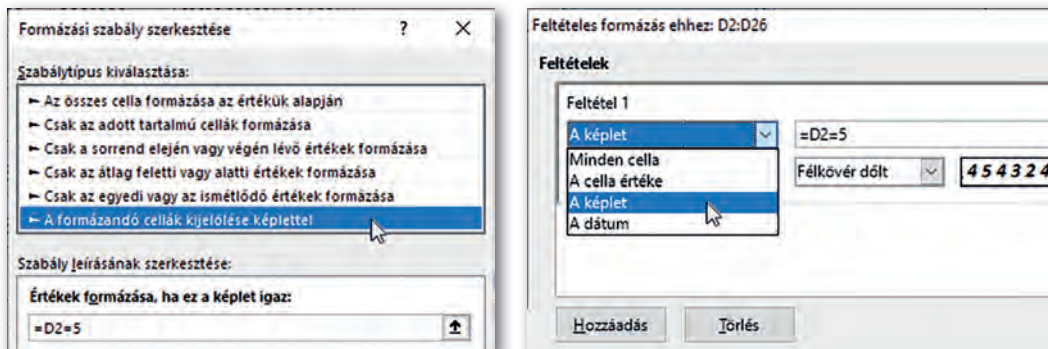 Formázási szabály szerkesztése ? X
Szabálytípus kiválasztása:
► Az összes cella formázása az értékük alapján
► Csak az adott tartalmú cellák formázása
► Csak a sorrend elején vagy végén lévő értékek formázása
► Csak az átlag feletti vagy alatti értékek formázása
► Csak az egyedi vagy az ismétlődő értékek formázása
► A formázandó cellák kijelölése képlettel
Szabály leírásának szerkesztése:
Értékek formázása, ha ez a képlet igaz:
=D2=5
Feltételes formázás ehhez: D2:D26
Feltételek
Feltétel 1
A képlet =D2=5
Minden cella
A cella értéke
A képlet
A dátum
Félkövér dőlt 454324
Hozzáadás Törlés